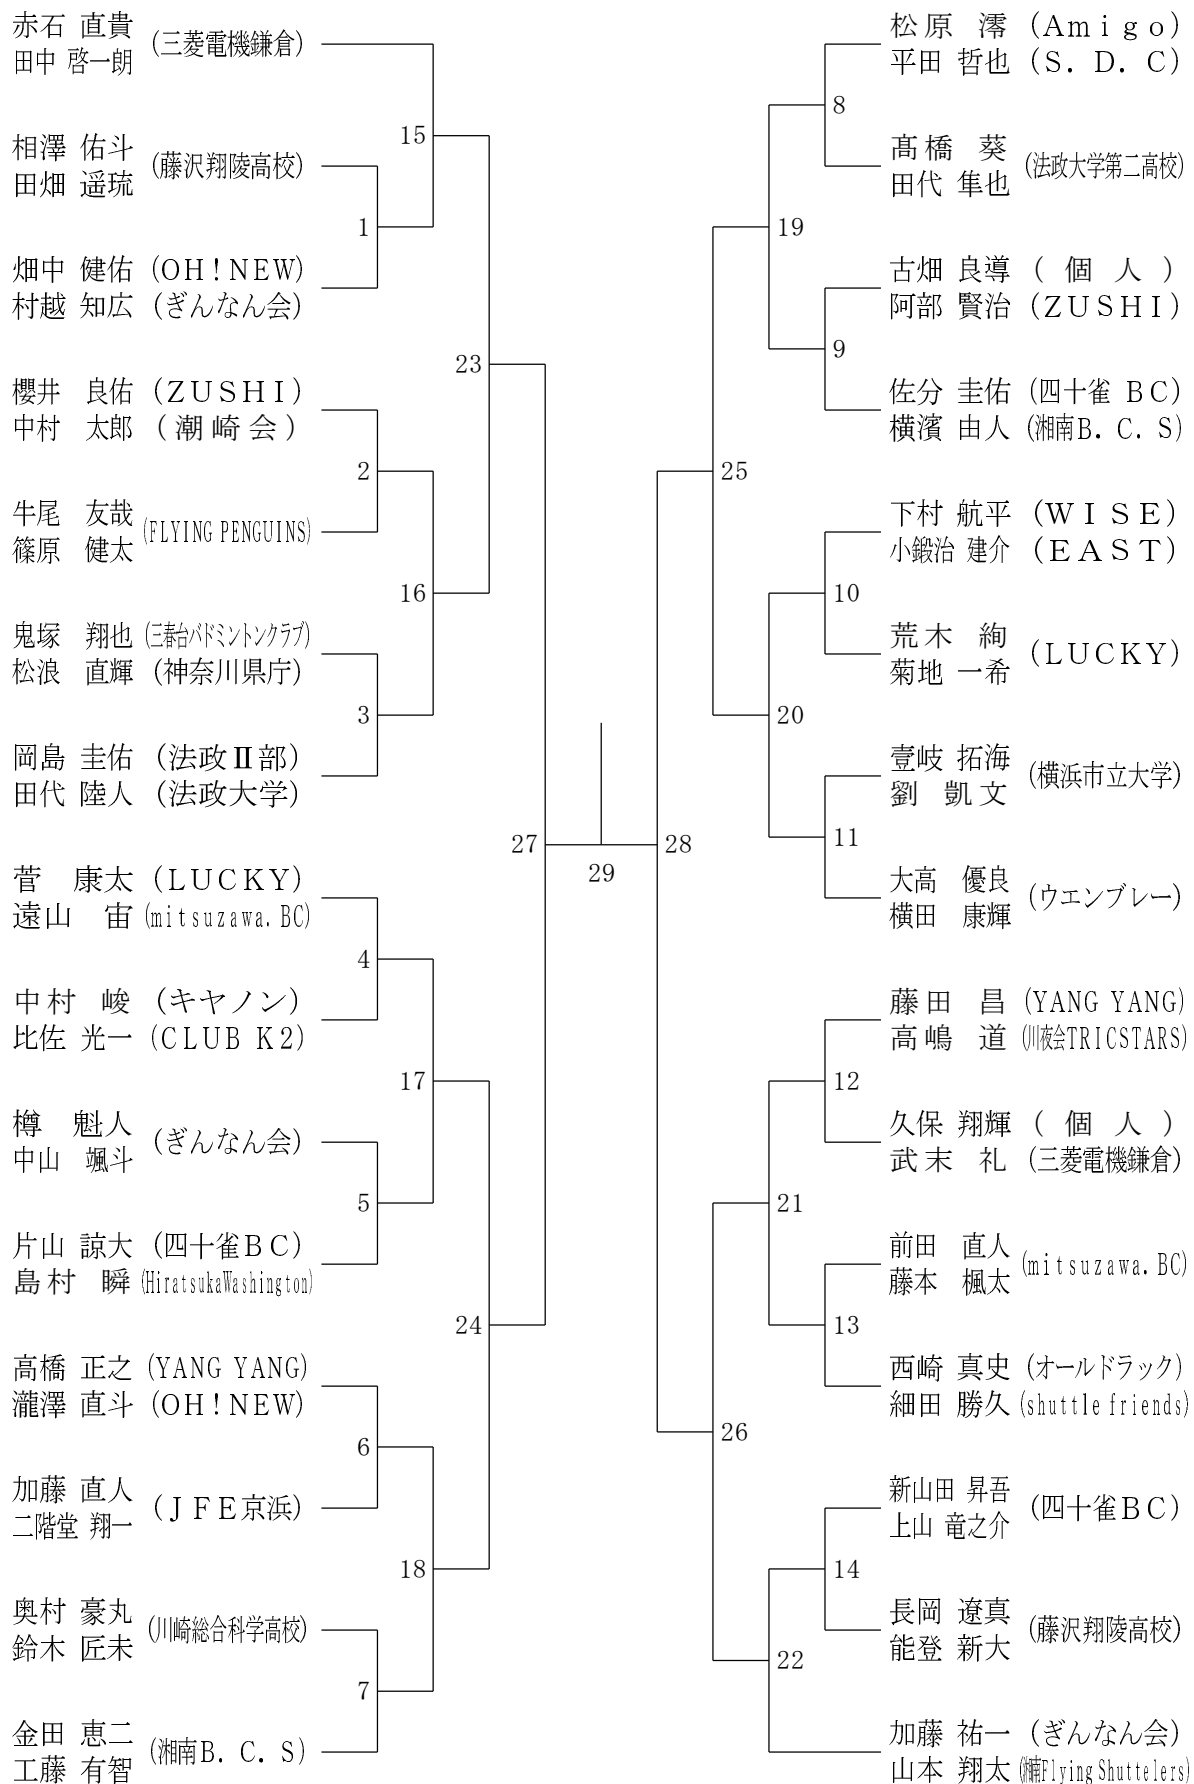 赤石 直貴 (三菱電機鎌倉)
田中 啓一朗
15
相澤 佑斗 (藤沢翔陵高校)
田畑 遥琉
1
畑中 健佑 (OH!NEW)
村越 知広 (ぎんなん会)
23
櫻井 良佑 (ZUSHI)
中村 太郎 (潮崎会)
2
牛尾 友哉 (FLYING PENGUINS)
篠原 健太
16
鬼塚 翔也 (三春台バドミントンクラブ)
松浪 直輝 (神奈川県庁)
3
岡島 圭佑 (法政Ⅱ部)
田代 陸人 (法政大学)
27
菅 康太 (LUCKY)
遠山 宙 (mitsuzawa.BC)
4
中村 峻 (キヤノン)
比佐 光一 (CLUB K2)
17
樽 魁人 (ぎんなん会)
中山 颯斗
5
片山 諒大 (四十雀BC)
島村 瞬 (HiratsukaWashington)
24
高橋 正之 (YANG YANG)
瀧澤 直斗 (OH!NEW)
6
加藤 直人 (JFE京浜)
二階堂 翔一
18
奥村 豪丸 (川崎総合科学高校)
鈴木 匠未
7
金田 恵二 (湘南B.C.S)
工藤 有智
29
松原 澪 (Amigo)
平田 哲也 (S.D.C)
8
髙橋 葵 (法政大学第二高校)
田代 隼也
19
古畑 良導 (個人)
阿部 賢治 (ZUSHI)
9
佐分 圭佑 (四十雀 BC)
横濱 由人 (湘南B.C.S)
25
下村 航平 (WISE)
小鍛治 建介 (EAST)
10
荒木 絢 (LUCKY)
菊地 一希
20
壹岐 拓海 (横浜市立大学)
劉 凱文
11
28
大高 優良 (ウエンブレー)
横田 康輝
藤田 昌 (YANG YANG)
高嶋 道 (川夜会TRICSTARS)
12
久保 翔輝 (個人)
武末 礼 (三菱電機鎌倉)
21
前田 直人 (mitsuzawa.BC)
藤本 楓太
13
西崎 真史 (オールドラック)
細田 勝久 (shuttle friends)
26
新山田 昇吾 (四十雀BC)
上山 竜之介
14
長岡 遼真 (藤沢翔陵高校)
能登 新大
22
加藤 祐一 (ぎんなん会)
山本 翔太 (湘南Flying Shuttelers)